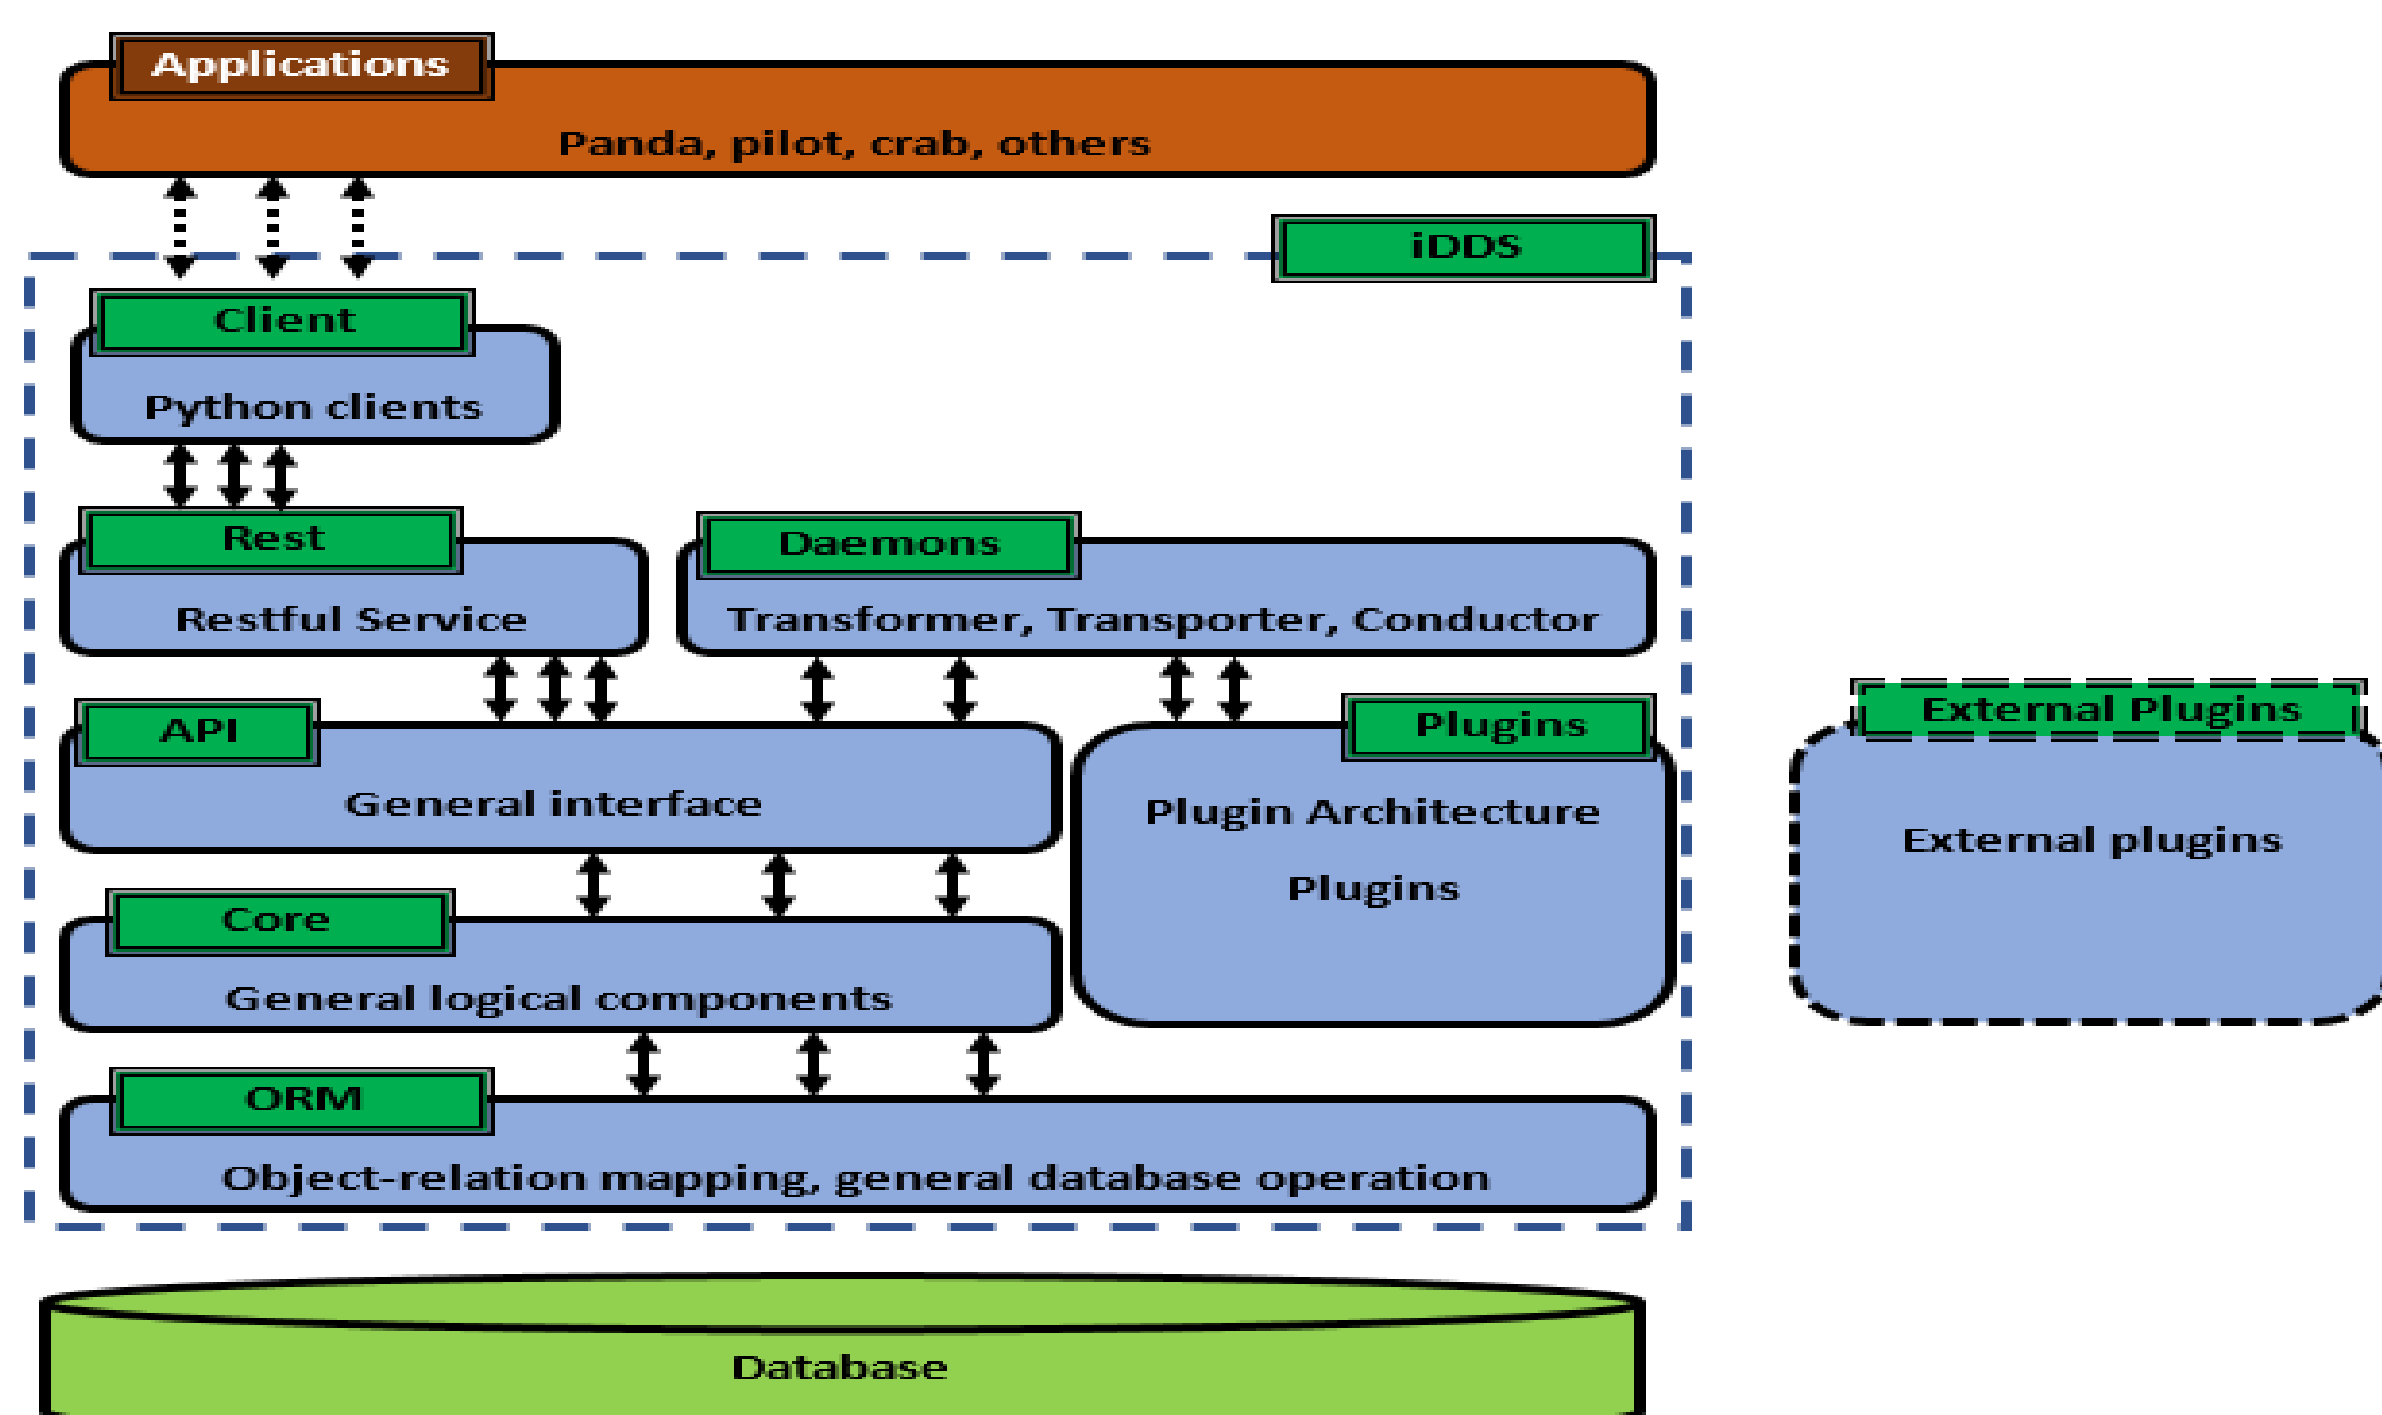 Applications
Panda, pilot, crab, others
iDDS
Client
Python clients
Rest
Restful Service
Daemons
Transformer, Transporter, Conductor
API
General interface
Plugins
Plugin Architecture
Plugins
External Plugins
External plugins
Core
General logical components
ORM
Object-relation mapping, general database operation
Database